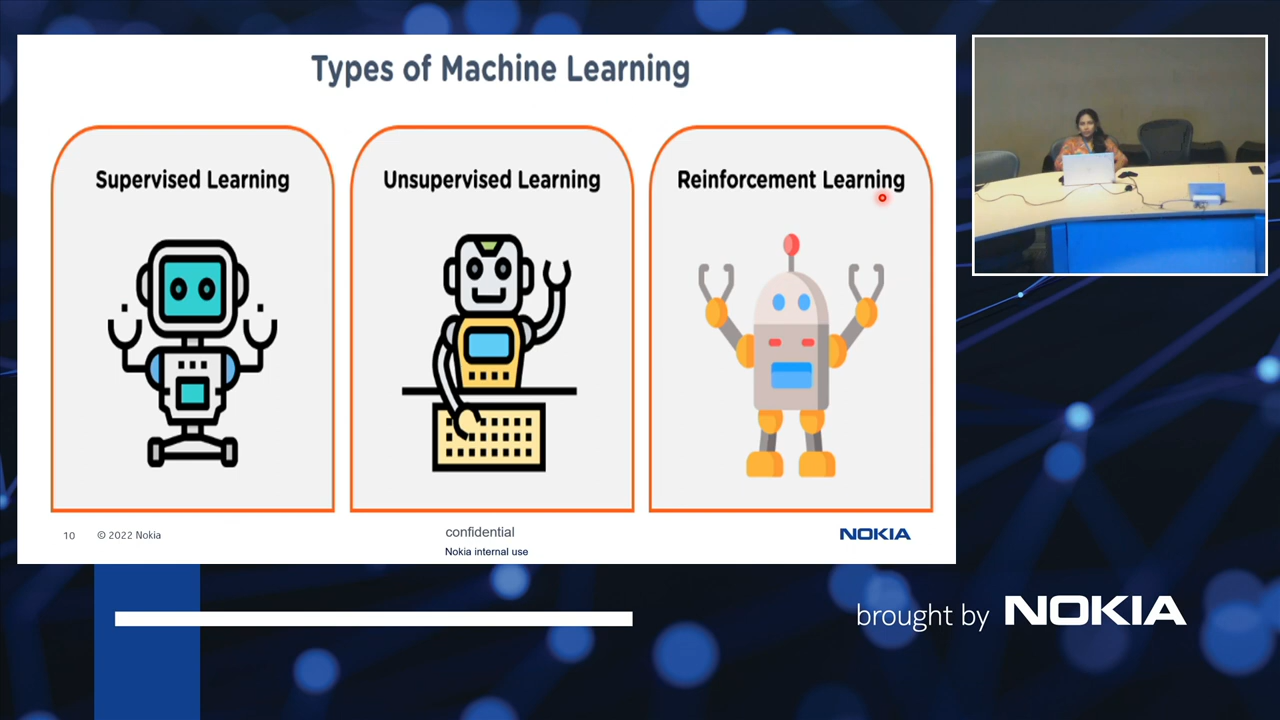 Types of Machine Learning
Supervised Learning
Unsupervised Learning
Reinforcement Learning
10 © 2022 Nokia
confidential
Nokia internal use
NOKIA
brought by NOKIA